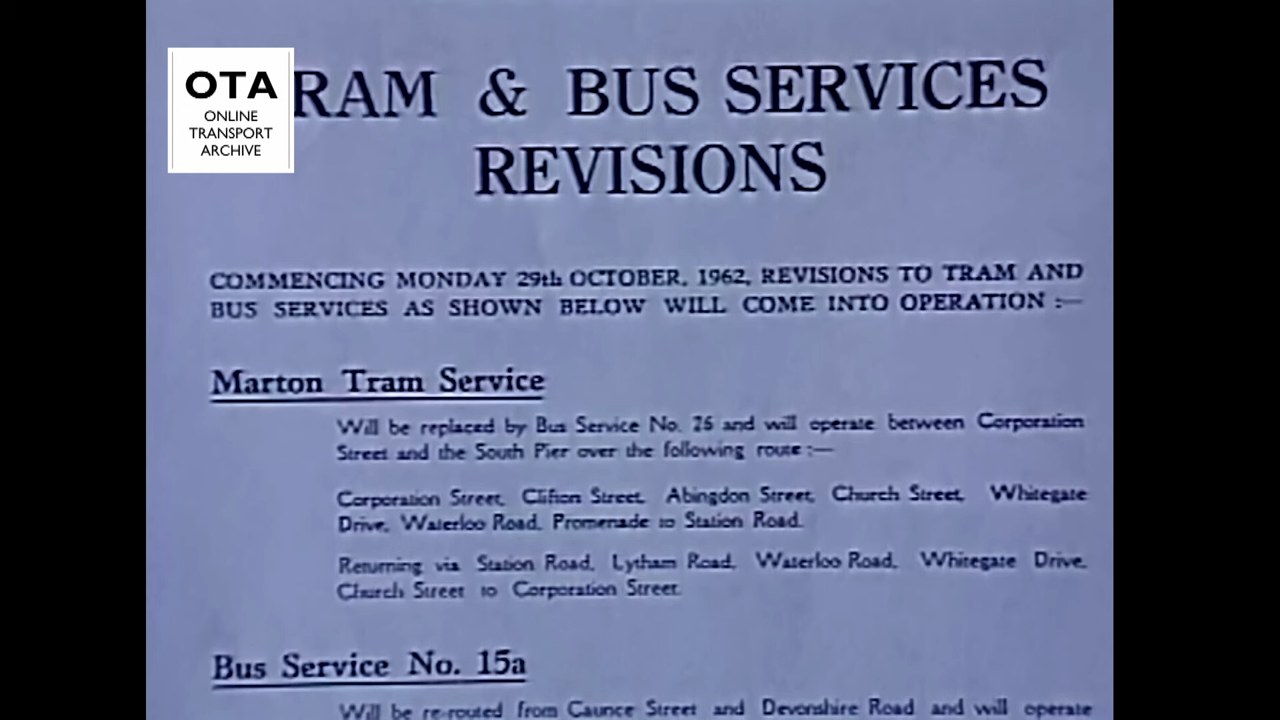 OTA
ONLINE
TRANSPORT
ARCHIVE
RAM & BUS SERVICES
REVISIONS
COMMENCING MONDAY 29th OCTOBER, 1962, REVISIONS TO TRAM AND
BUS SERVICES AS SHOWN BELOW WILL COME INTO OPERATION :—
Marton Tram Service
Will be replaced by Bus Service No. 26 and will operate between Corporation
Street and the South Pier over the following route :—
Corporation Street, Clifton Street, Abingdon Street, Church Street, Whitegate
Drive, Waterloo Road, Promenade to Station Road.
Returning via Station Road, Lytham Road, Waterloo Road, Whitegate Drive,
Church Street to Corporation Street.
Bus Service No. 15a
Will be re-routed from Caunce Street and Devonshire Road and will operate